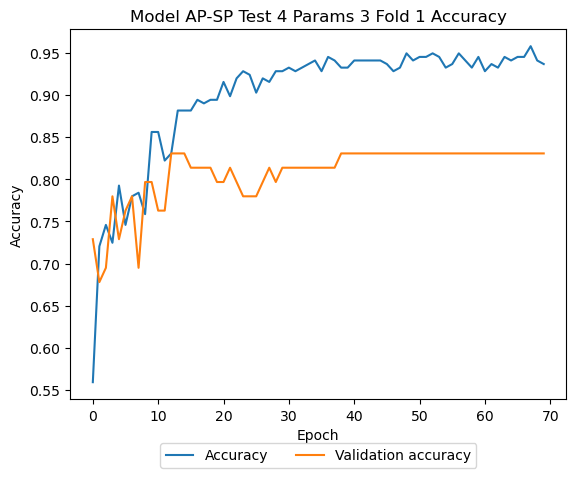 Model AP-SP Test 4 Params 3 Fold 1 Accuracy
0.95
0.90
0.85
0.80
0.75
0.70
0.65
0.60
0.55
Accuracy
0 10 20 30 40 50 60 70
Epoch
Accuracy Validation accuracy